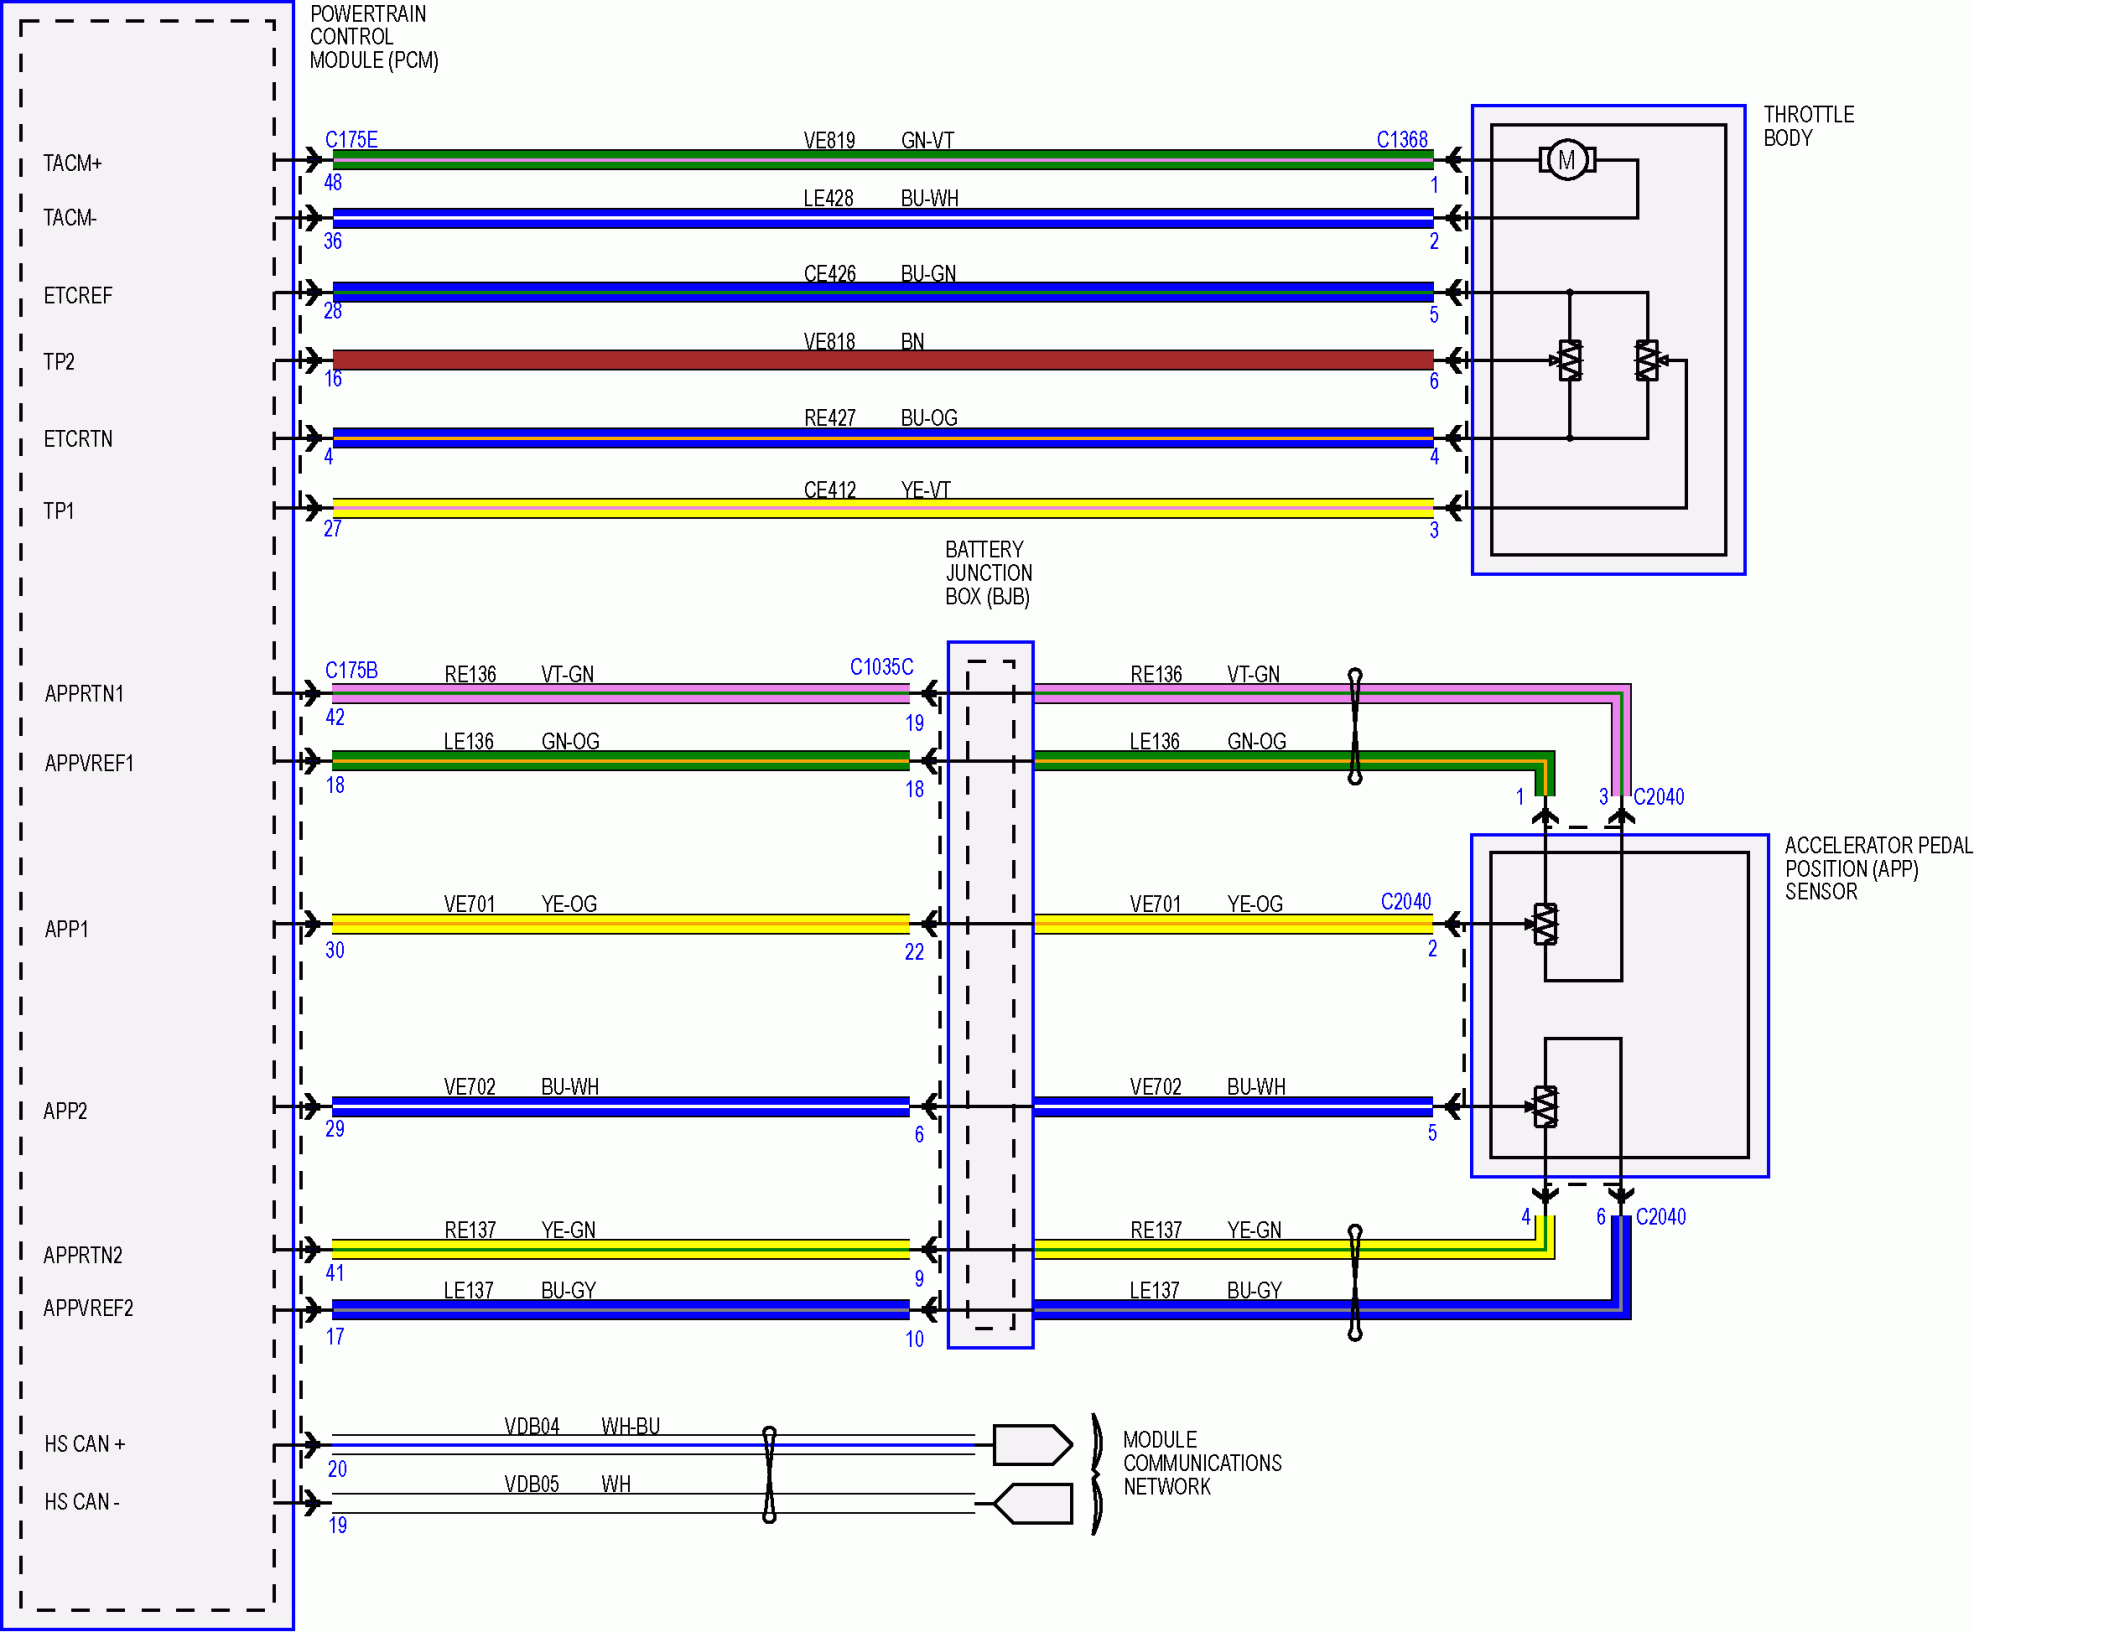 POWERTRAIN
CONTROL
MODULE (PCM)
THROTTLE
BODY
C175E
VE819 GN-VT
C1368
TACM+
48
1
M
LE428 BU-WH
TACM-
36
2
CE426 BU-GN
ETCREF
28
5
VE818 BN
TP2
16
6
RE427 BU-OG
ETCRTN
4
4
CE412 YE-VT
TP1
27
3
BATTERY
JUNCTION
BOX (BJB)
C175B
RE136 VT-GN
C1035C
RE136 VT-GN
APPRTN1
42
19
LE136 GN-OG
LE136 GN-OG
APPVREF1
18
18
1
3 C2040
ACCELERATOR PEDAL
POSITION (APP)
SENSOR
VE701 YE-OG
VE701 YE-OG
C2040
APP1
30
22
2
VE702 BU-WH
VE702 BU-WH
APP2
29
6
5
4
6 C2040
RE137 YE-GN
RE137 YE-GN
APPRTN2
41
9
LE137 BU-GY
LE137 BU-GY
APPVREF2
17
10
VDB04 WH-BU
HS CAN +
20
MODULE
COMMUNICATIONS
NETWORK
VDB05 WH
HS CAN -
19